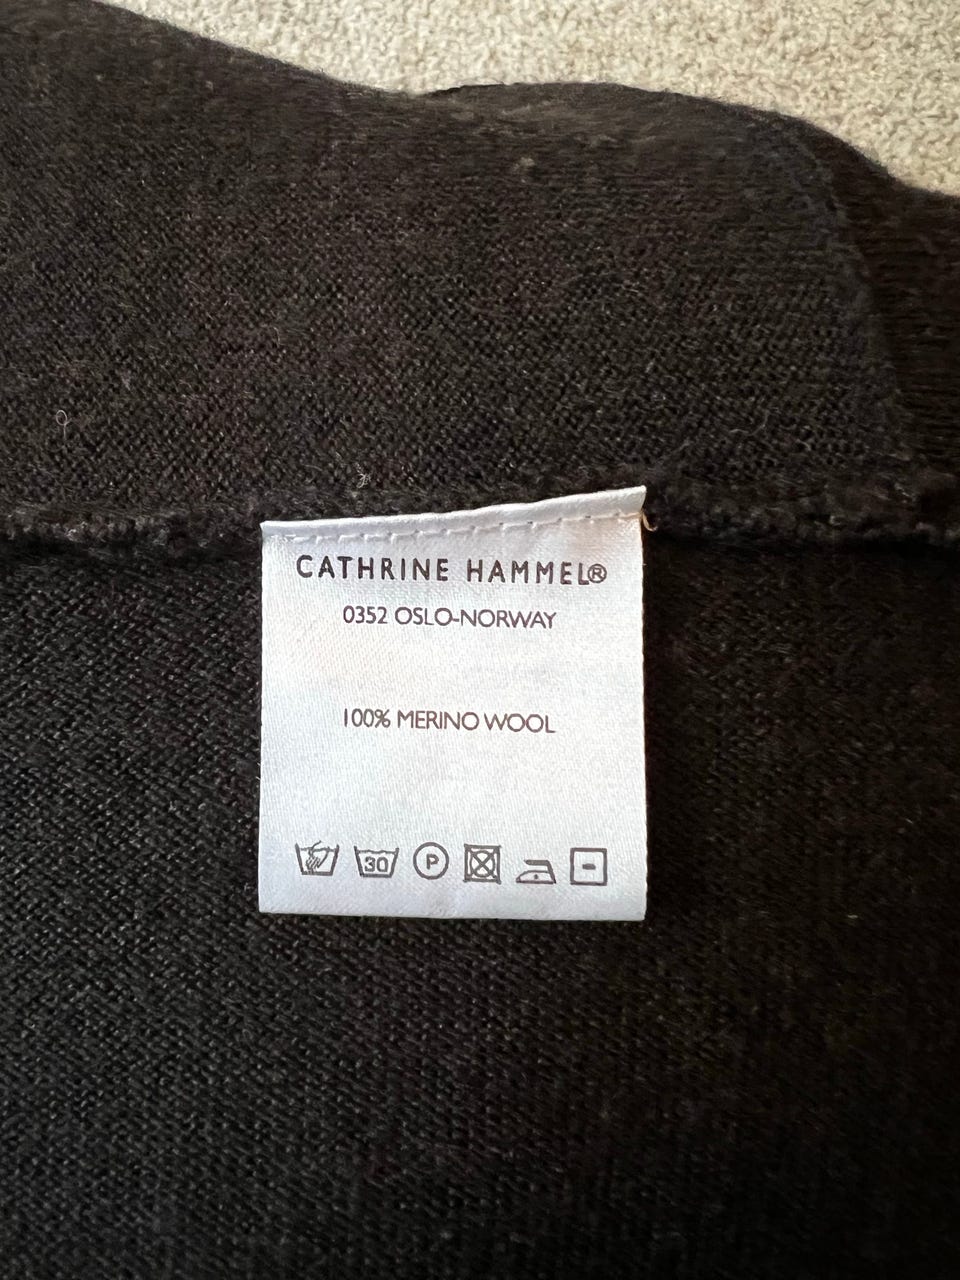 CATHRINE HAMMEL®
0352 OSLO-NORWAY
100% MERINO WOOL
30 P